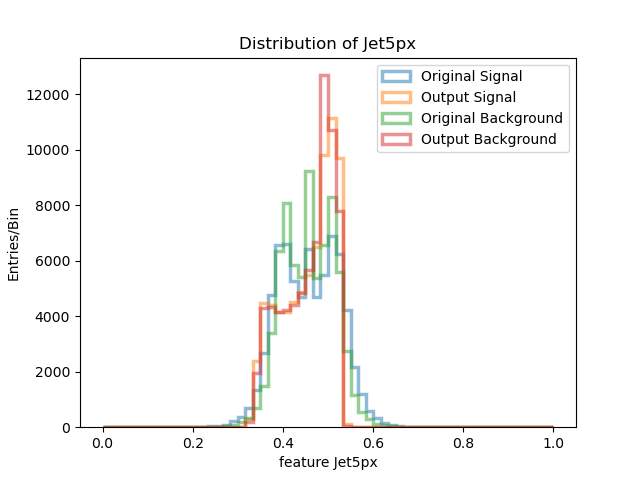 Distribution of Jet5px
Original Signal
Output Signal
Original Background
Output Background
Entries/Bin
12000
10000
8000
6000
4000
2000
0
0.0 0.2 0.4 0.6 0.8 1.0
feature Jet5px